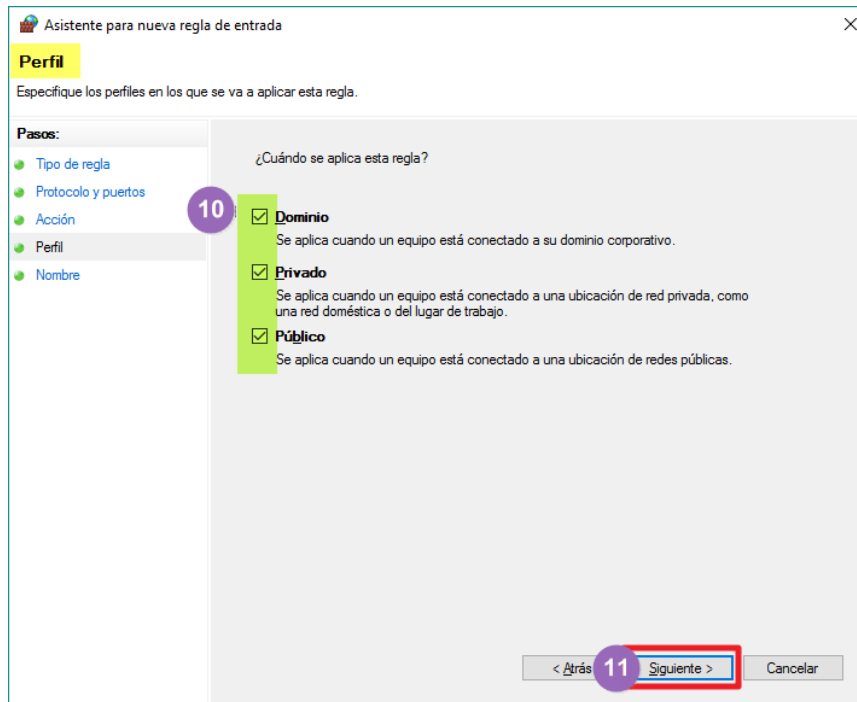 Asistente para nueva regla de entrada
Perfil
Especifique los perfiles en los que se va a aplicar esta regla.
Pasos:
Tipo de regla
Protocolo y puertos
Acción
Perfil
Nombre
¿Cuándo se aplica esta regla?
10
Dominio
Se aplica cuando un equipo está conectado a su dominio corporativo.
Privado
Se aplica cuando un equipo está conectado a una ubicación de red privada, como
una red doméstica o del lugar de trabajo.
Público
Se aplica cuando un equipo está conectado a una ubicación de redes públicas.
< Atrás
11
Siguiente >
Cancelar